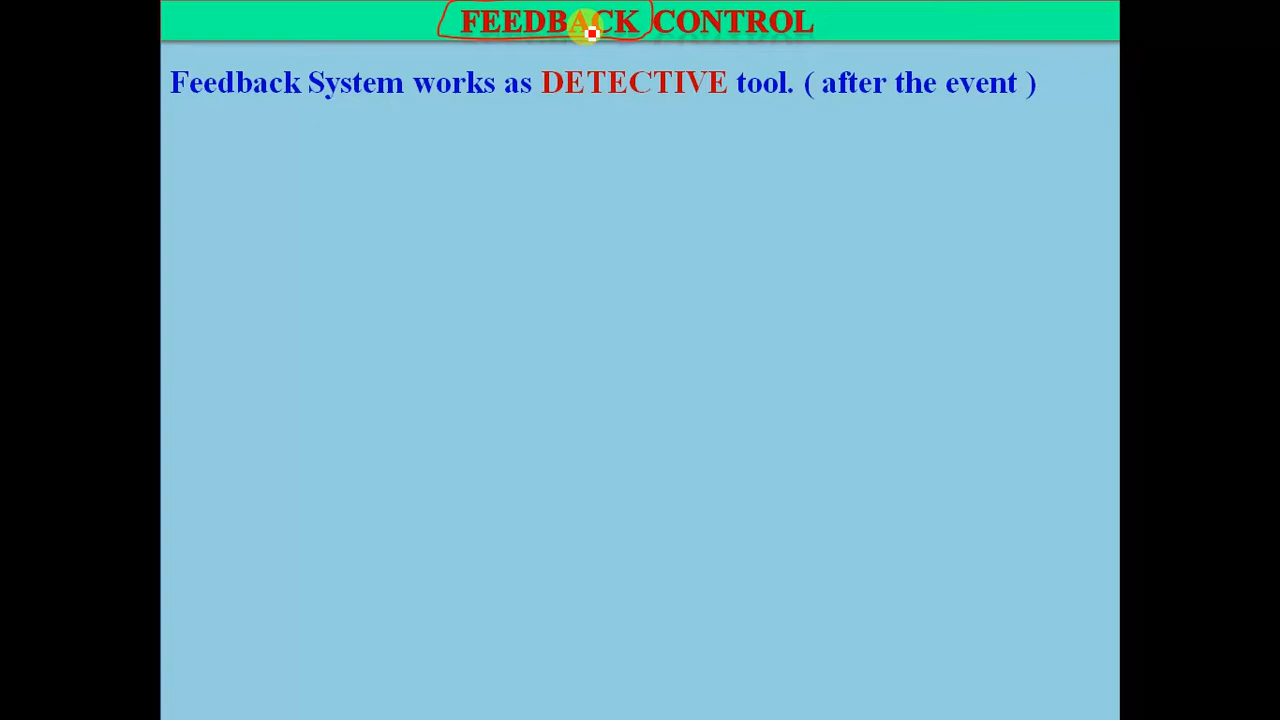 FEEDBACK CONTROL
Feedback System works as DETECTIVE tool. ( after the event )